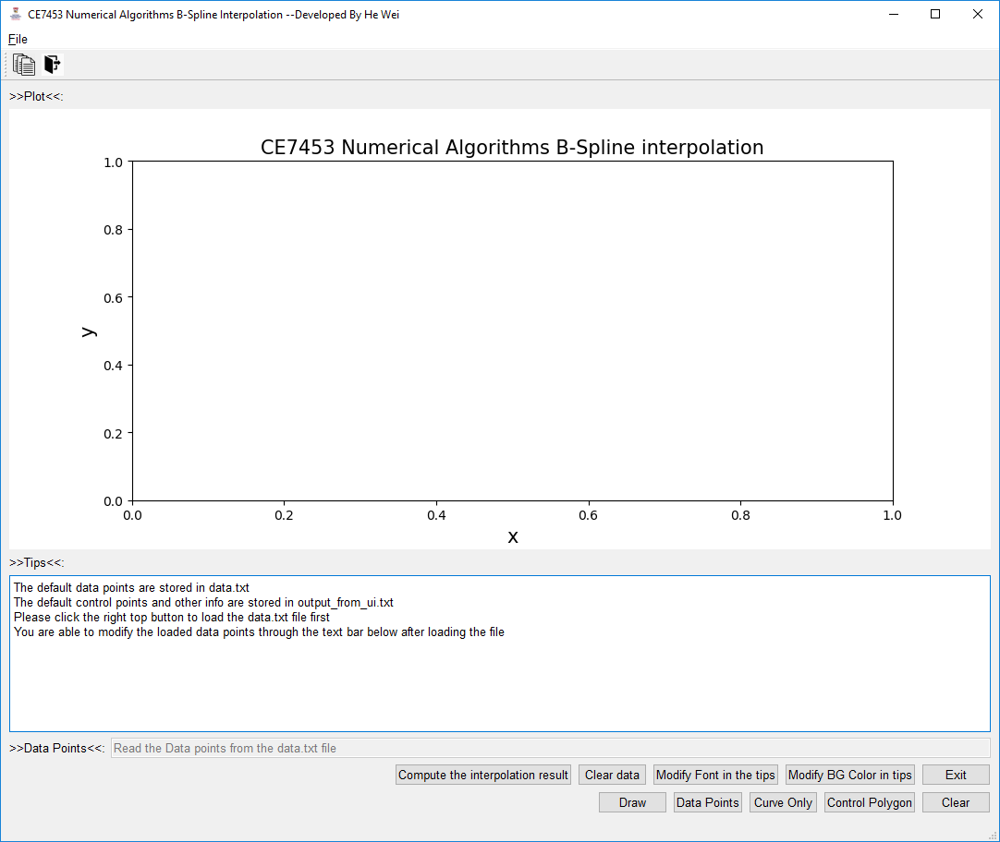 CE7453 Numerical Algorithms B-Spline Interpolation --Developed By He Wei
File
>>Plot<<:
CE7453 Numerical Algorithms B-Spline interpolation
1.0
0.8
0.6
0.4
0.2
0.0
y
0.0 0.2 0.4 0.6 0.8 1.0
x
>>Tips<<:
The default data points are stored in data.txt
The default control points and other info are stored in output_from_ui.txt
Please click the right top button to load the data.txt file first
You are able to modify the loaded data points through the text bar below after loading the file
>>Data Points<<: Read the Data points from the data.txt file
Compute the interpolation result Clear data Modify Font in the tips Modify BG Color in tips Exit
Draw Data Points Curve Only Control Polygon Clear